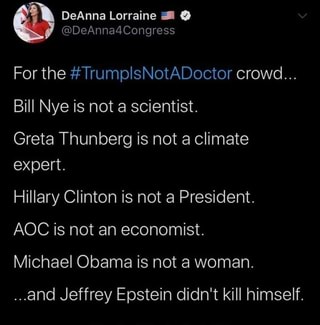 DeAnna Lorraine 🇺🇸
@DeAnna4Congress
For the #TrumpIsNotADoctor crowd...
Bill Nye is not a scientist.
Greta Thunberg is not a climate
expert.
Hillary Clinton is not a President.
AOC is not an economist.
Michael Obama is not a woman.
...and Jeffrey Epstein didn't kill himself.